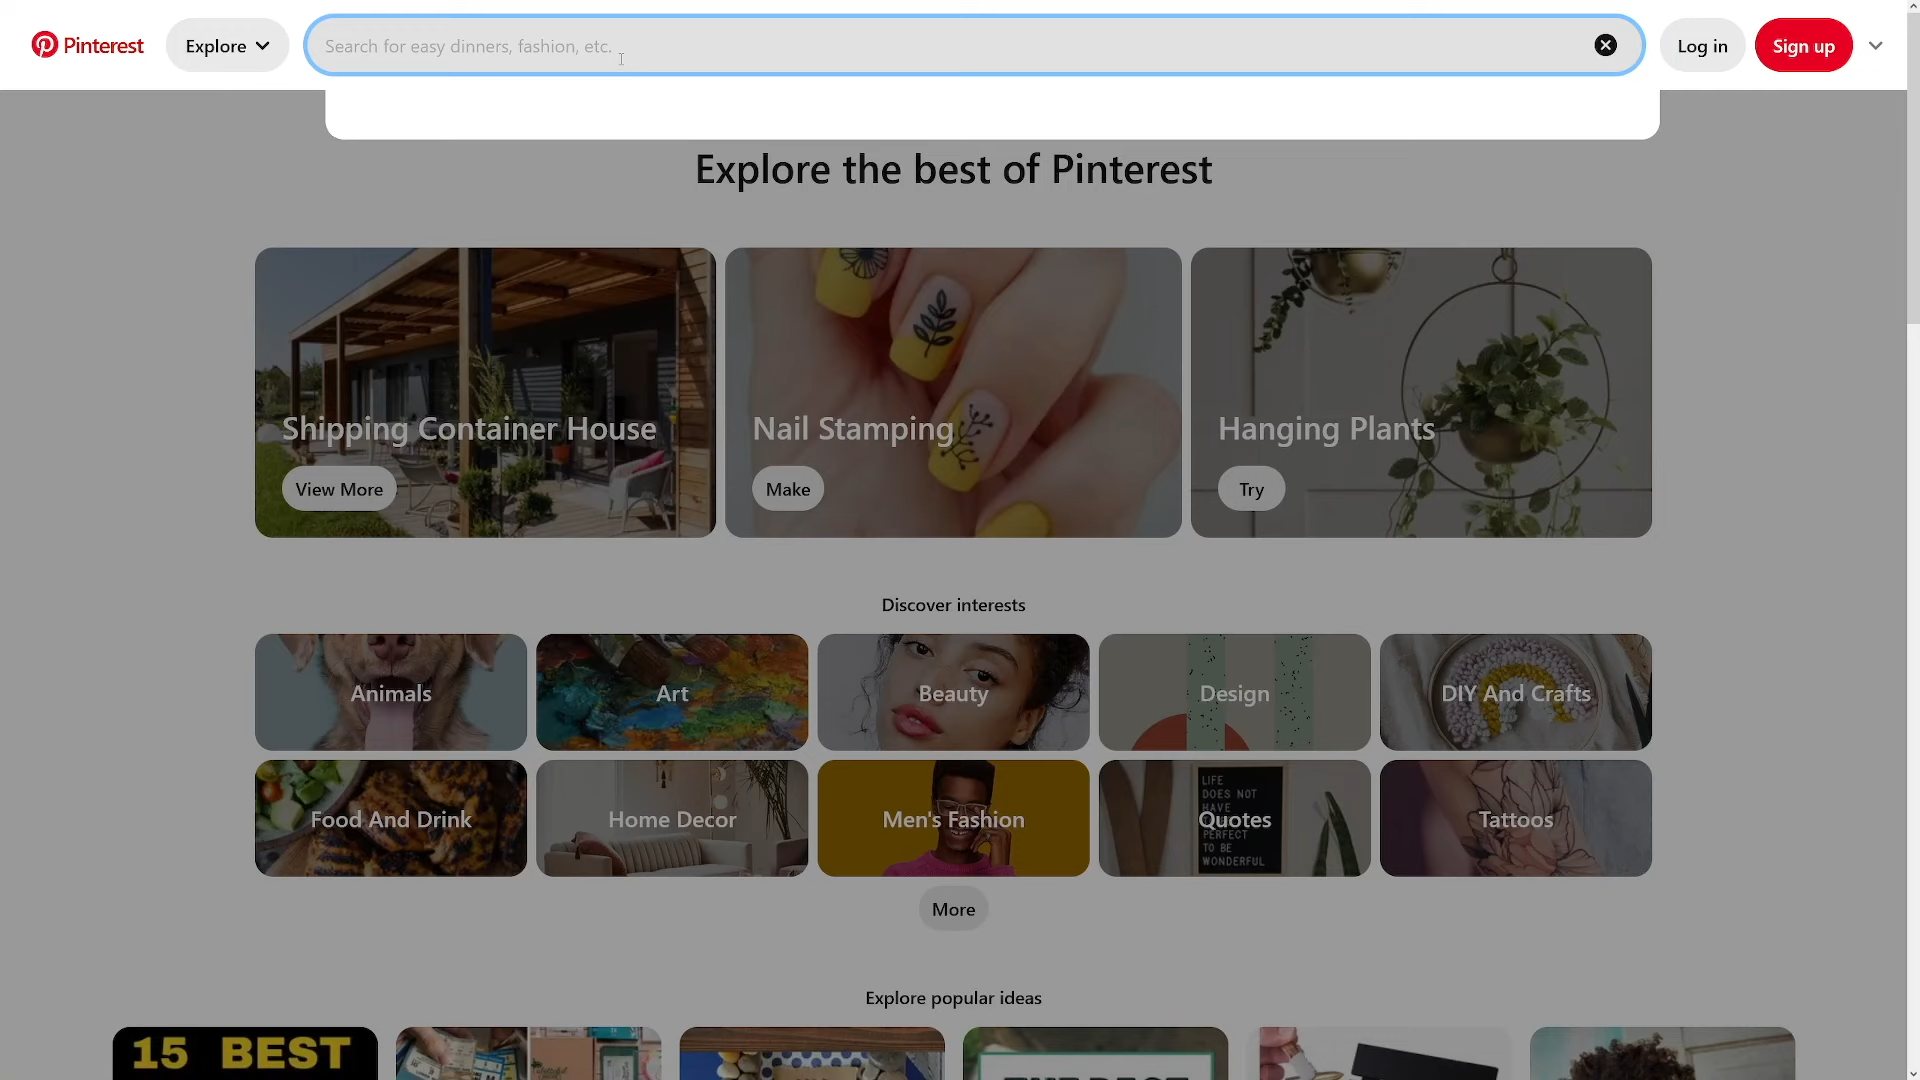 Pinterest
Explore
Search for easy dinners, fashion, etc.
Log in
Sign up
Explore the best of Pinterest
Shipping Container House
View More
Nail Stamping
Make
Hanging Plants
Try
Discover interests
Animals
Art
Beauty
Design
DIY And Crafts
Food And Drink
Home Decor
Men's Fashion
LIFE
DOES NOT
HAVE
Quotes
PERFECT
TO BE
WONDERFUL
Tattoos
More
Explore popular ideas
15 BEST